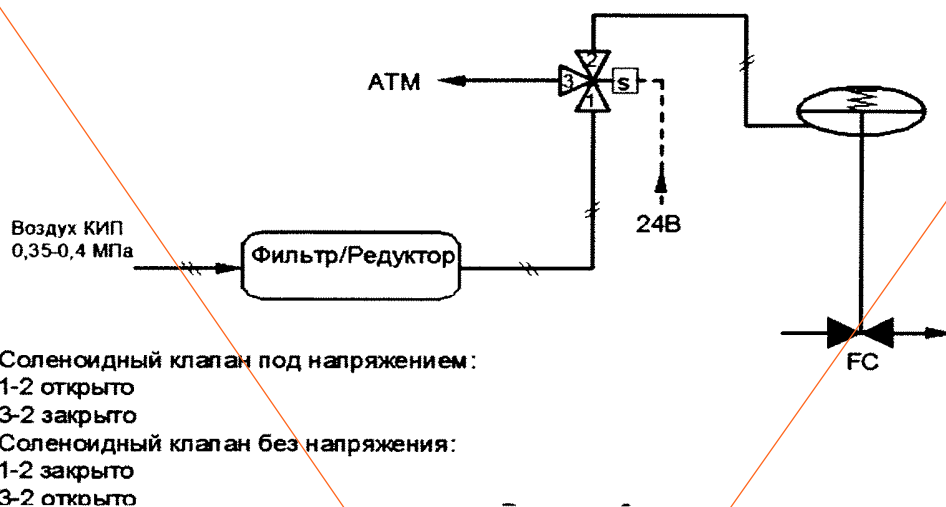 2
АТМ
3
S
1
24В
Воздух КИП
0,35-0,4 МПа
Фильтр/Редуктор
FC
Соленоидный клапан под напряжением:
1-2 открыто
3-2 закрыто
Соленоидный клапан без напряжения:
1-2 закрыто
3-2 открыто